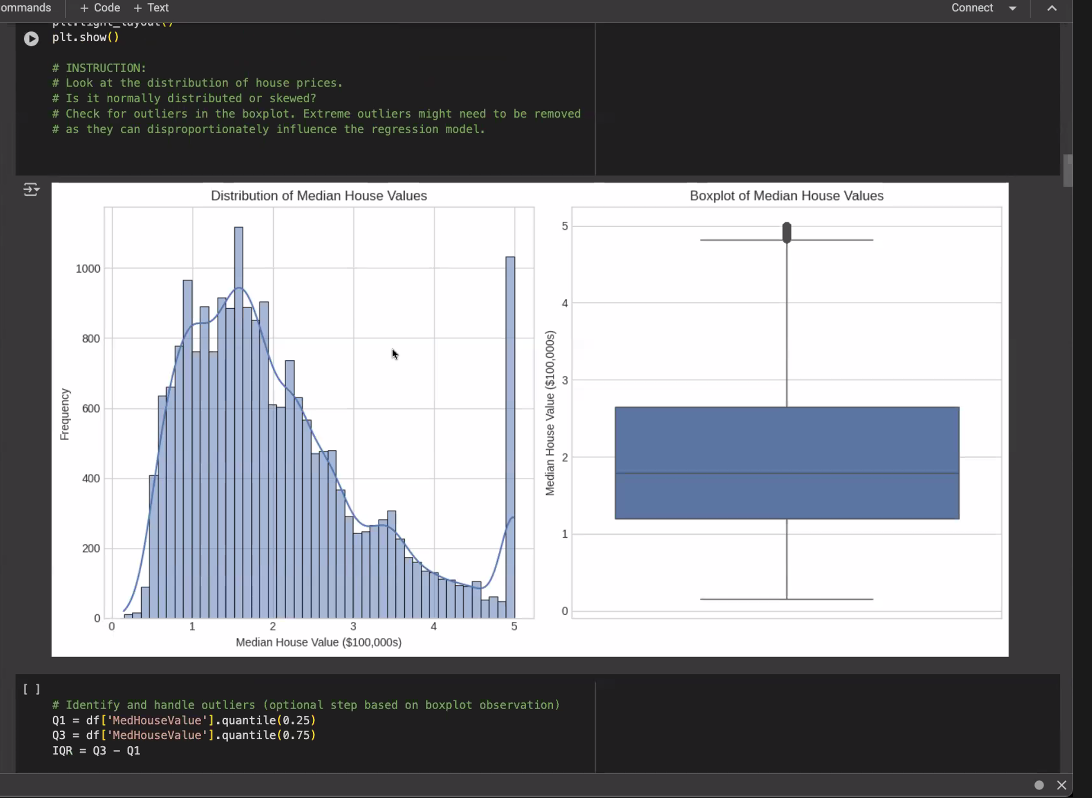 ommands + Code + Text Connect
plt.tight_layout()
plt.show()
# INSTRUCTION:
# Look at the distribution of house prices.
# Is it normally distributed or skewed?
# Check for outliers in the boxplot. Extreme outliers might need to be removed
# as they can disproportionately influence the regression model.
Distribution of Median House Values
1000
800
600
400
200
0
Frequency
0 1 2 3 4 5
Median House Value ($100,000s)
Boxplot of Median House Values
5
4
3
2
1
0
Median House Value ($100,000s)
[ ]
# Identify and handle outliers (optional step based on boxplot observation)
Q1 = df['MedHouseValue'].quantile(0.25)
Q3 = df['MedHouseValue'].quantile(0.75)
IQR = Q3 − Q1